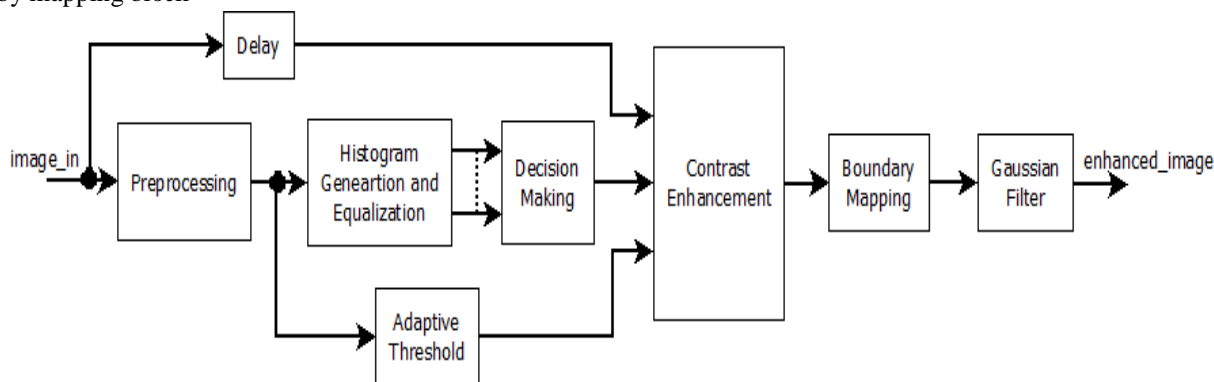 by mapping block
Delay
image_in
Preprocessing
Histogram
Geneartion and
Equalization
Decision
Making
Contrast
Enhancement
Boundary
Mapping
Gaussian
Filter
enhanced_image
Adaptive
Threshold